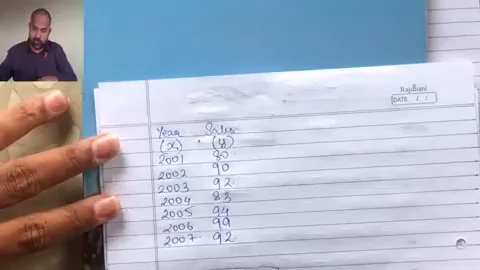 Rajdhani
DATE / /
Year Sales
(x) (y)
2001 80
2002 90
2003 92
2004 83
2005 94
2006 99
2007 92